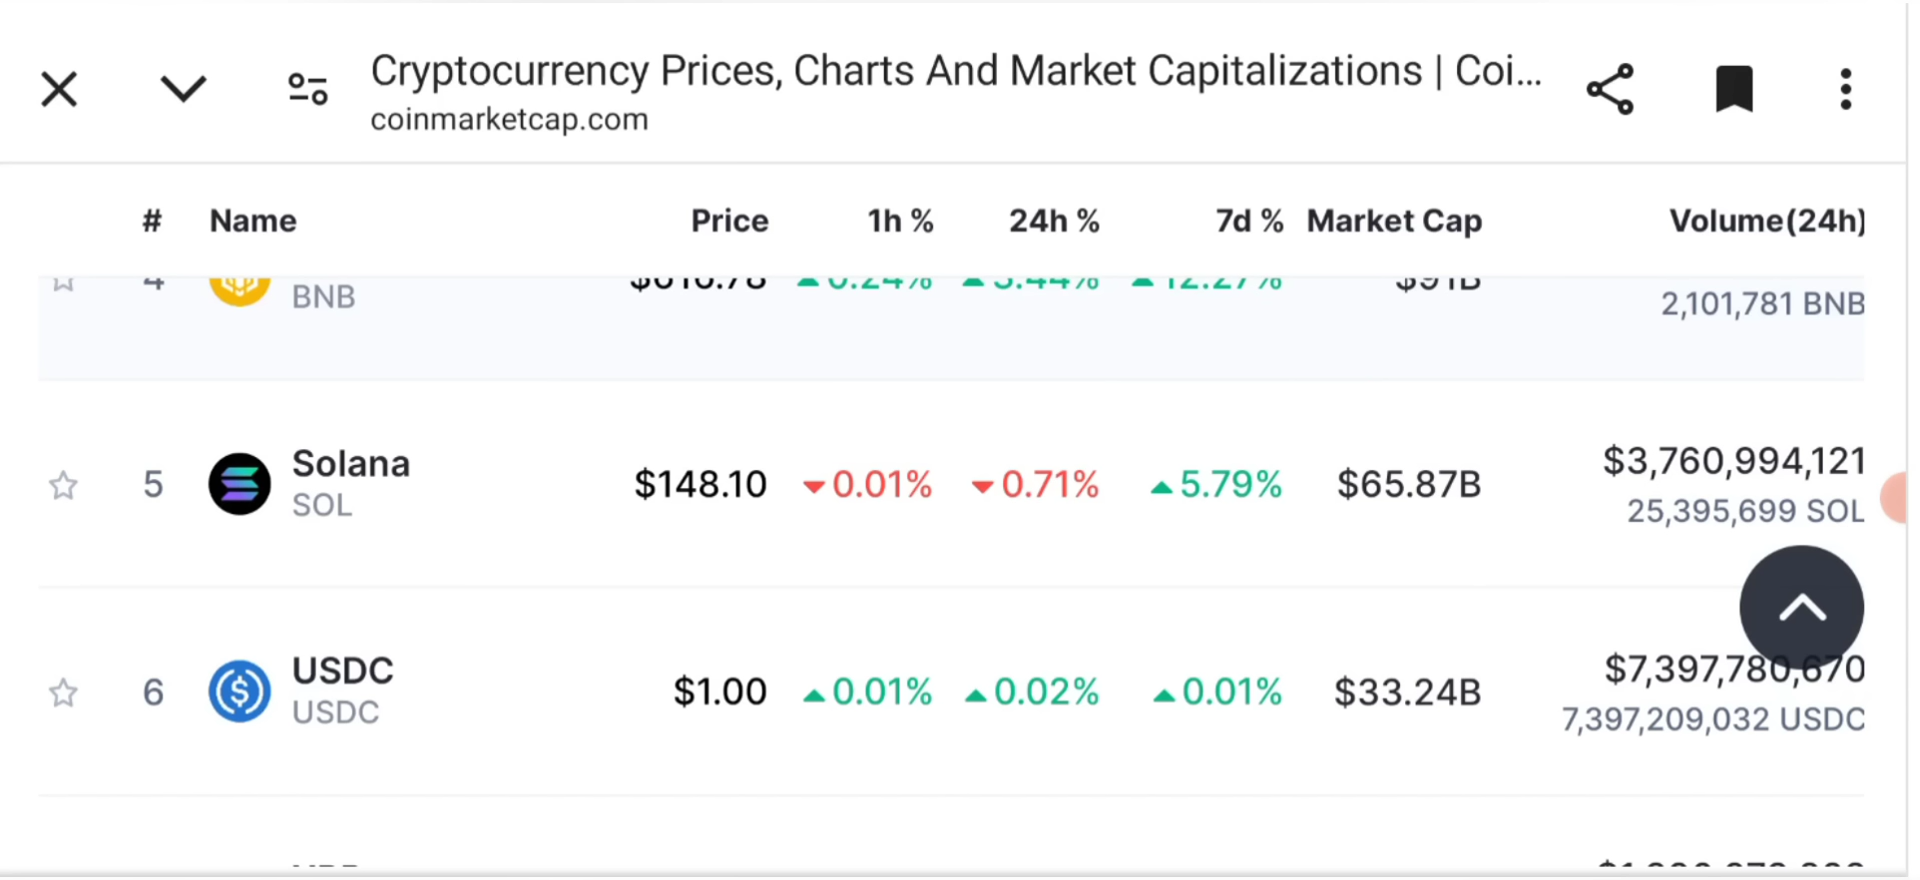 Cryptocurrency Prices, Charts And Market Capitalizations | Coi...
coinmarketcap.com
# Name Price 1h % 24h % 7d % Market Cap Volume(24h)
BNB 2,101,781 BNB
5 Solana SOL $148.10 0.01% 0.71% 5.79% $65.87B $3,760,994,121
25,395,699 SOL
6 USDC USDC $1.00 0.01% 0.02% 0.01% $33.24B $7,397,780,670
7,397,209,032 USDC